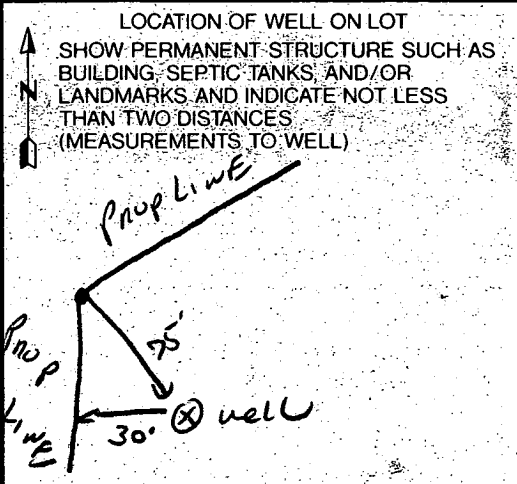 LOCATION OF WELL ON LOT
SHOW PERMANENT STRUCTURE SUCH AS
BUILDING, SEPTIC TANKS, AND/OR
LANDMARKS AND INDICATE NOT LESS
THAN TWO DISTANCES
(MEASUREMENTS TO WELL)
N
PROP LINE
75'
PROP
LINE
30'
WELL